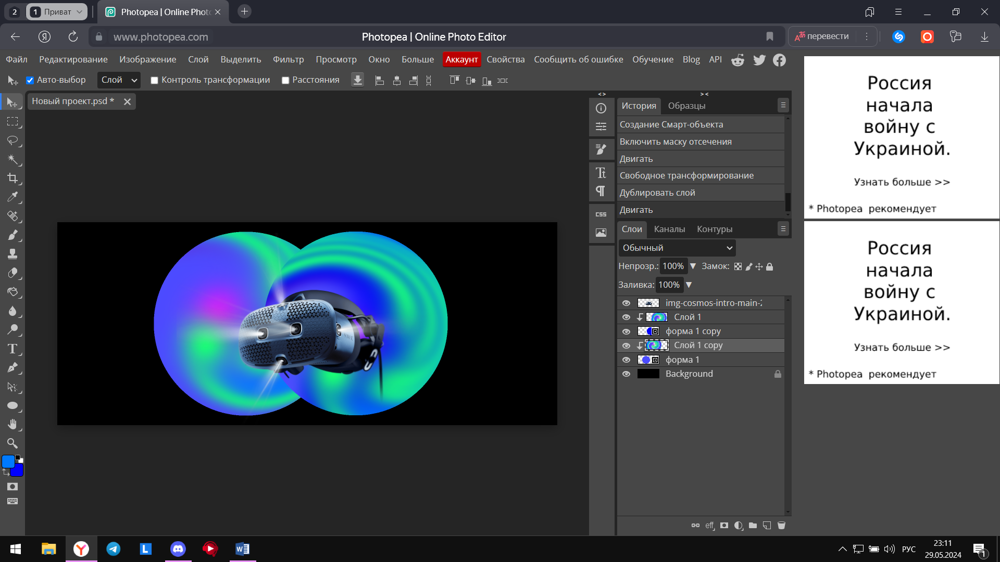 2
1 Приват
Photopea | Online Photo
www.photopea.com
Photopea | Online Photo Editor
перевести
Файл Редактирование Изображение Слой Выделить Фильтр Просмотр Окно Больше Аккаунт Свойства Сообщить об ошибке Обучение Blog API
Авто-выбор Слой Контроль трансформации Расстояния
Новый проект.psd *
История Образцы
Создание Смарт-объекта
Включить маску отсечения
Двигать
Свободное трансформирование
Дублировать слой
Двигать
CSS
Слои Каналы Контуры
Обычный
Непрозр.: 100% Замок:
Заливка: 100%
img-cosmos-intro-main-2
Слой 1
форма 1 copy
Слой 1 copy
форма 1
Background
eff
VIVE
Россия
начала
войну с
Украиной.
Узнать больше >>
* Photopea рекомендует
Россия
начала
войну с
Украиной.
Узнать больше >>
* Photopea рекомендует
РУС
23:11
29.05.2024
1